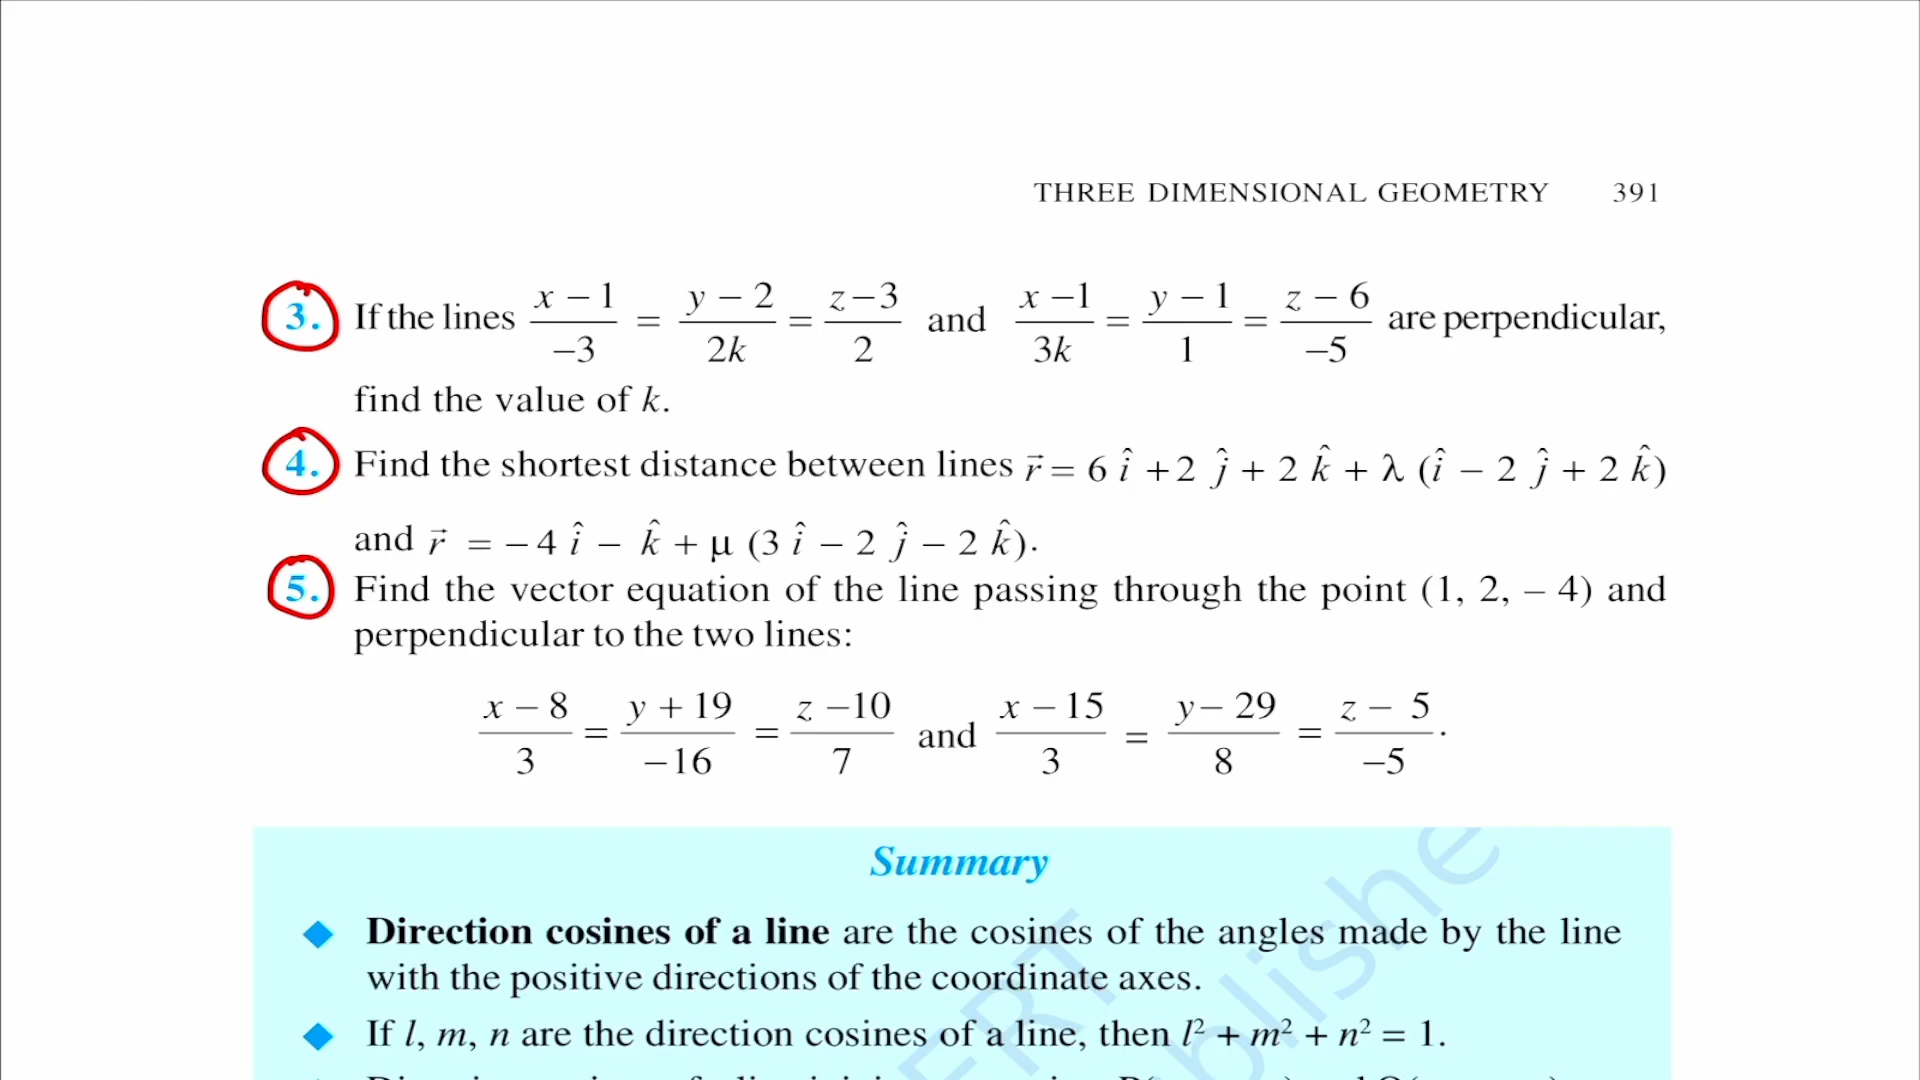 THREE DIMENSIONAL GEOMETRY 391
3. If the lines (x – 1)/–3 = (y – 2)/2k = (z – 3)/2 and (x – 1)/3k = (y – 1)/1 = (z – 6)/–5 are perpendicular,
find the value of k.
4. Find the shortest distance between lines r⃗ = 6 î + 2 ĵ + 2 k̂ + λ (î – 2 ĵ + 2 k̂)
and r⃗ = – 4 î – k̂ + µ (3 î – 2 ĵ – 2 k̂).
5. Find the vector equation of the line passing through the point (1, 2, – 4) and
perpendicular to the two lines:
(x – 8)/3 = (y + 19)/–16 = (z – 10)/7 and (x – 15)/3 = (y – 29)/8 = (z – 5)/–5.
Summary
◆ Direction cosines of a line are the cosines of the angles made by the line
with the positive directions of the coordinate axes.
◆ If l, m, n are the direction cosines of a line, then l² + m² + n² = 1.